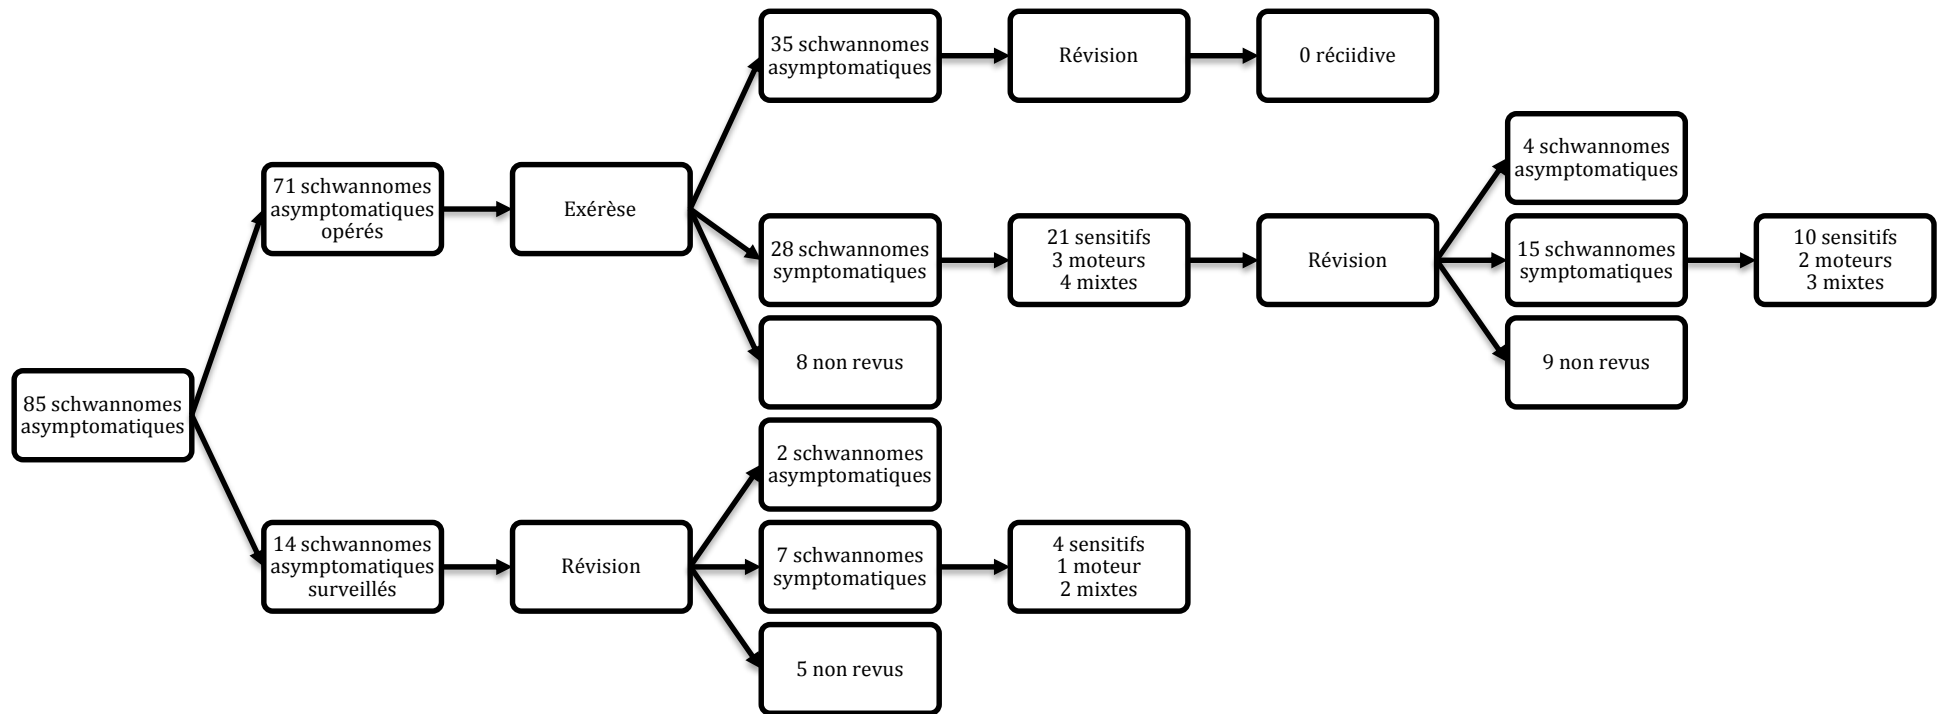 35 schwannomes
asymptomatiques
Révision
0 réciidive
4 schwannomes
asymptomatiques
71 schwannomes
asymptomatiques
opérés
Exérèse
28 schwannomes
symptomatiques
21 sensitifs
3 moteurs
4 mixtes
Révision
15 schwannomes
symptomatiques
10 sensitifs
2 moteurs
3 mixtes
8 non revus
9 non revus
85 schwannomes
asymptomatiques
2 schwannomes
asymptomatiques
14 schwannomes
asymptomatiques
surveillés
Révision
7 schwannomes
symptomatiques
4 sensitifs
1 moteur
2 mixtes
5 non revus